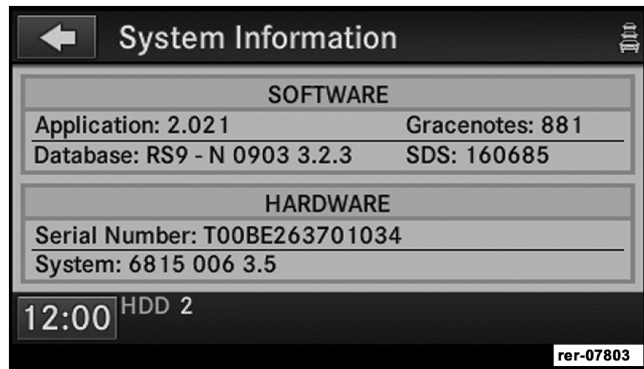 System Information
SOFTWARE
Application: 2.021 Gracenotes: 881
Database: RS9 - N 0903 3.2.3 SDS: 160685
HARDWARE
Serial Number: T00BE263701034
System: 6815 006 3.5
12:00 HDD 2
rer-07803